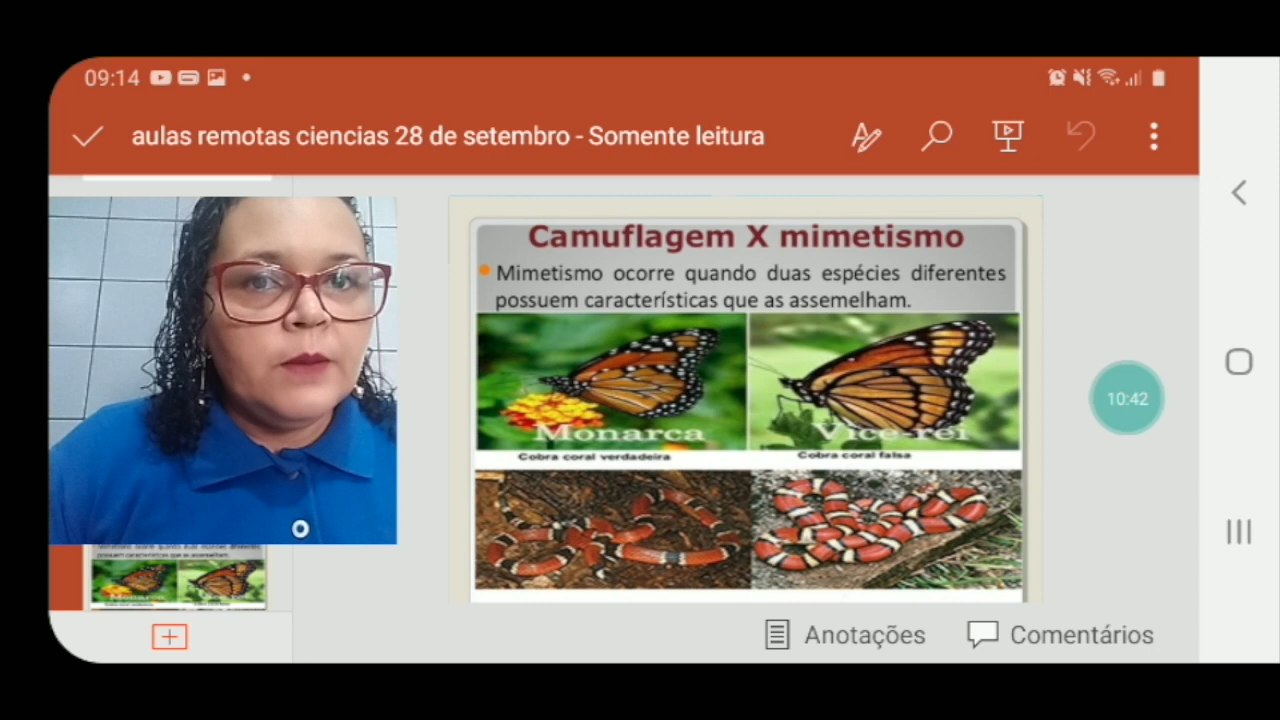 09:14
aulas remotas ciencias 28 de setembro - Somente leitura
Camuflagem X mimetismo
Mimetismo ocorre quando duas espécies diferentes
possuem características que as assemelham.
Monarca
Vice-rei
Cobra coral verdadeira
Cobra coral falsa
10:42
Anotações
Comentários